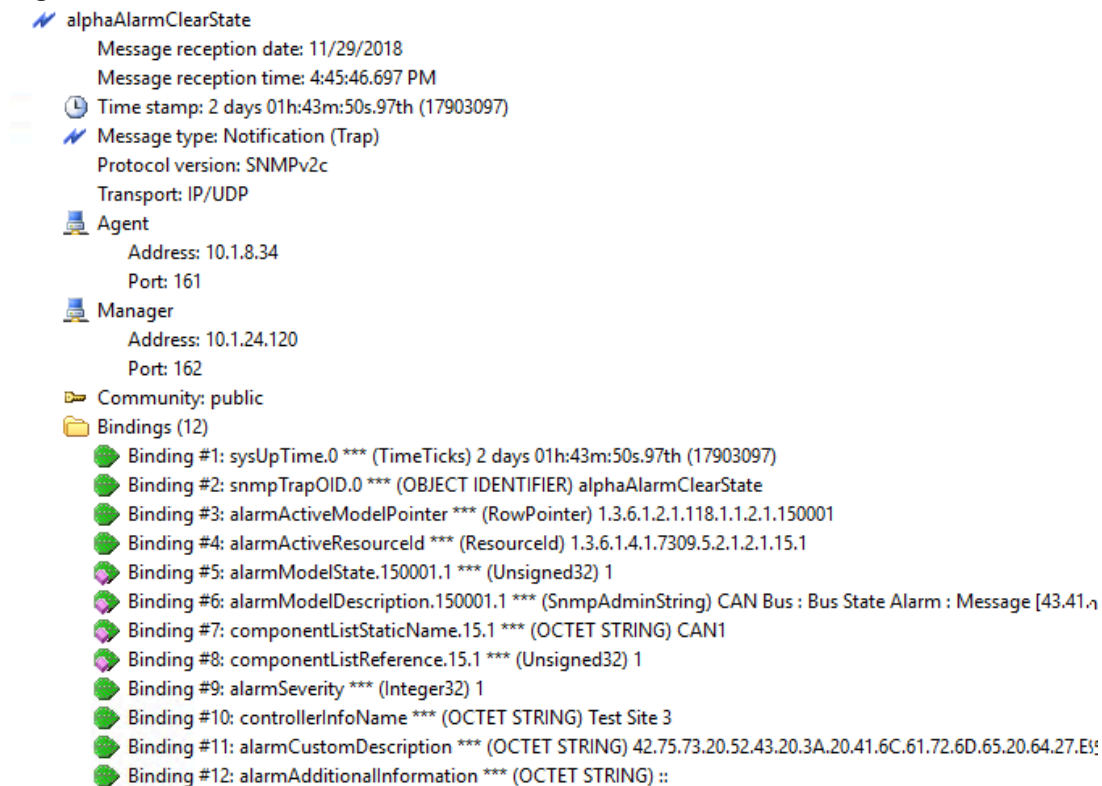 alphaAlarmClearState
Message reception date: 11/29/2018
Message reception time: 4:45:46.697 PM
Time stamp: 2 days 01h:43m:50s.97th (17903097)
Message type: Notification (Trap)
Protocol version: SNMPv2c
Transport: IP/UDP
Agent
Address: 10.1.8.34
Port: 161
Manager
Address: 10.1.24.120
Port: 162
Community: public
Bindings (12)
Binding #1: sysUpTime.0 *** (TimeTicks) 2 days 01h:43m:50s.97th (17903097)
Binding #2: snmpTrapOID.0 *** (OBJECT IDENTIFIER) alphaAlarmClearState
Binding #3: alarmActiveModelPointer *** (RowPointer) 1.3.6.1.2.1.118.1.1.2.1.150001
Binding #4: alarmActiveResourceId *** (ResourceId) 1.3.6.1.4.1.7309.5.2.1.2.1.15.1
Binding #5: alarmModelState.150001.1 *** (Unsigned32) 1
Binding #6: alarmModelDescription.150001.1 *** (SnmpAdminString) CAN Bus : Bus State Alarm : Message [43.41.
Binding #7: componentListStaticName.15.1 *** (OCTET STRING) CAN1
Binding #8: componentListReference.15.1 *** (Unsigned32) 1
Binding #9: alarmSeverity *** (Integer32) 1
Binding #10: controllerInfoName *** (OCTET STRING) Test Site 3
Binding #11: alarmCustomDescription *** (OCTET STRING) 42.75.73.20.52.43.20.3A.20.41.6C.61.72.6D.65.20.64.27.
Binding #12: alarmAdditionalInformation *** (OCTET STRING) ::